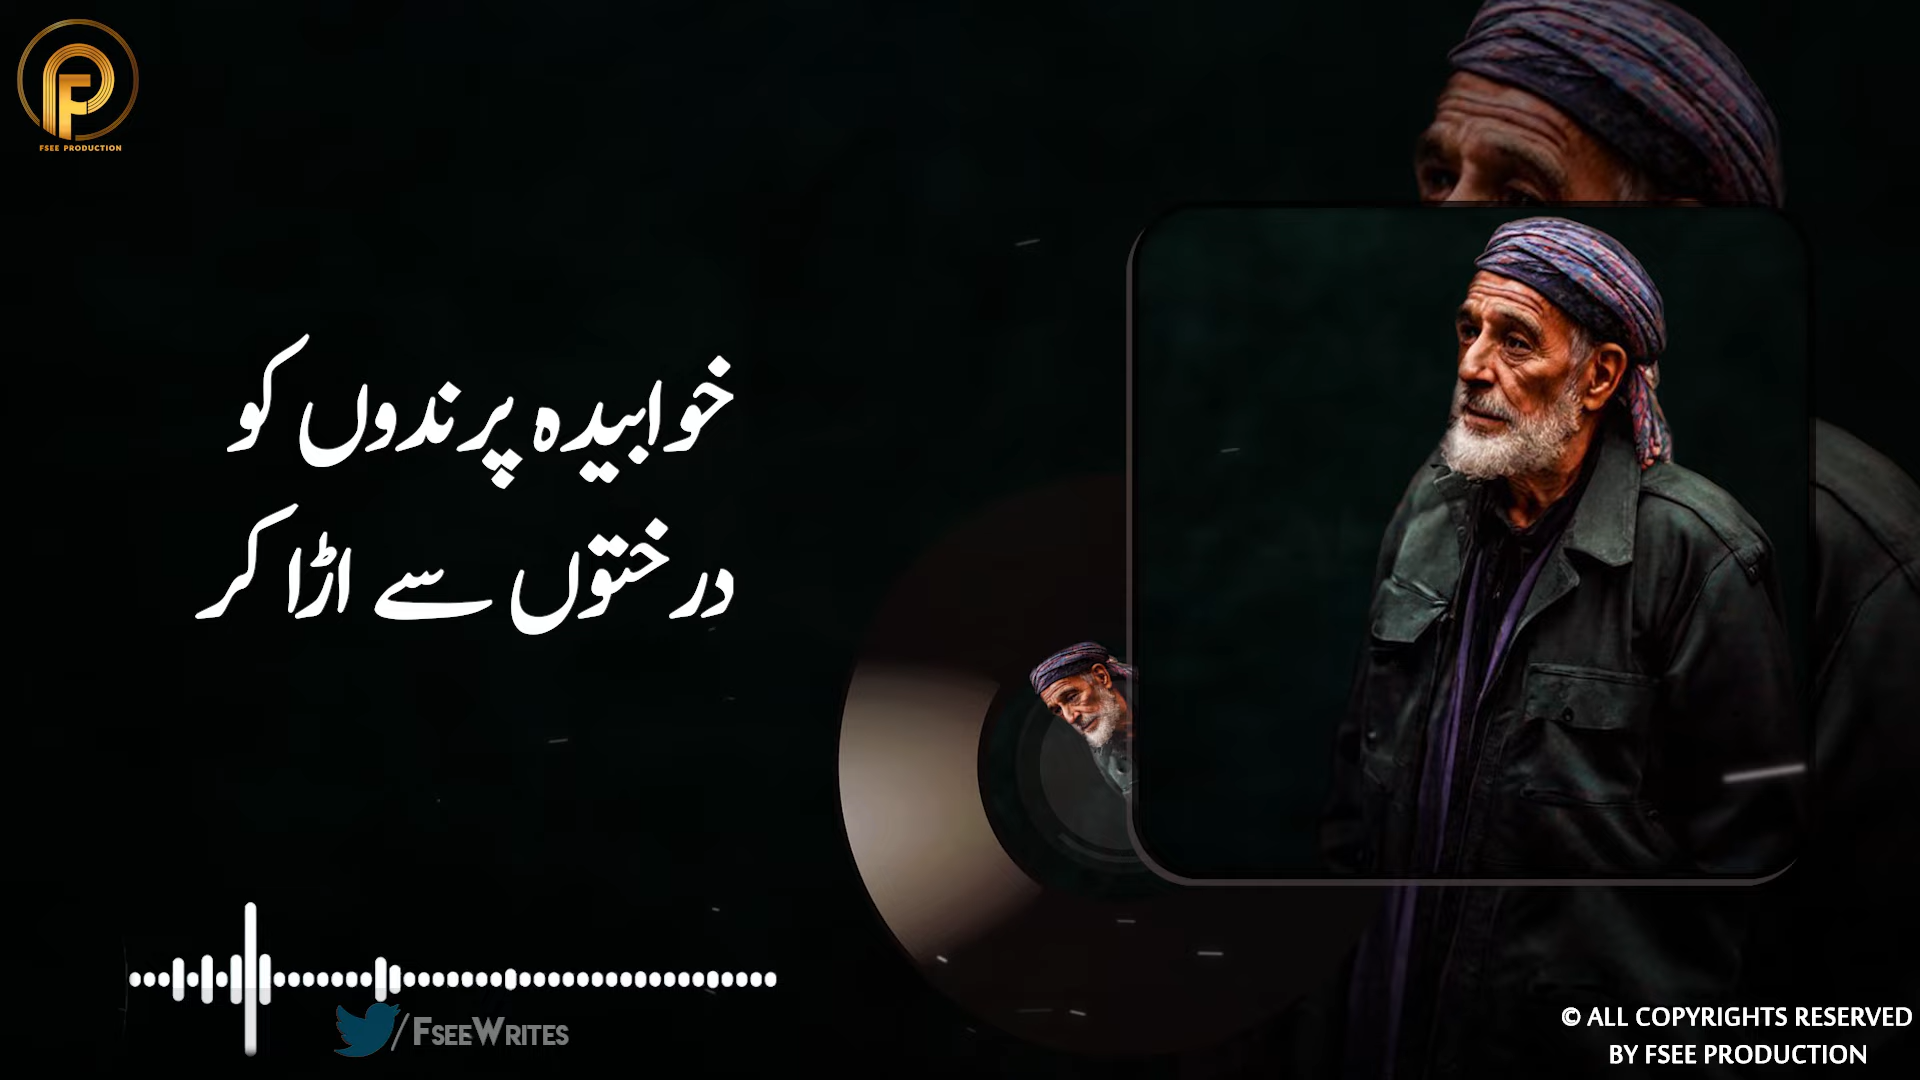 FSEE PRODUCTION
خوابیدہ پرندوں کو
درختوں سے اڑا کر
/FSEEWRITES
© ALL COPYRIGHTS RESERVED
BY FSEE PRODUCTION